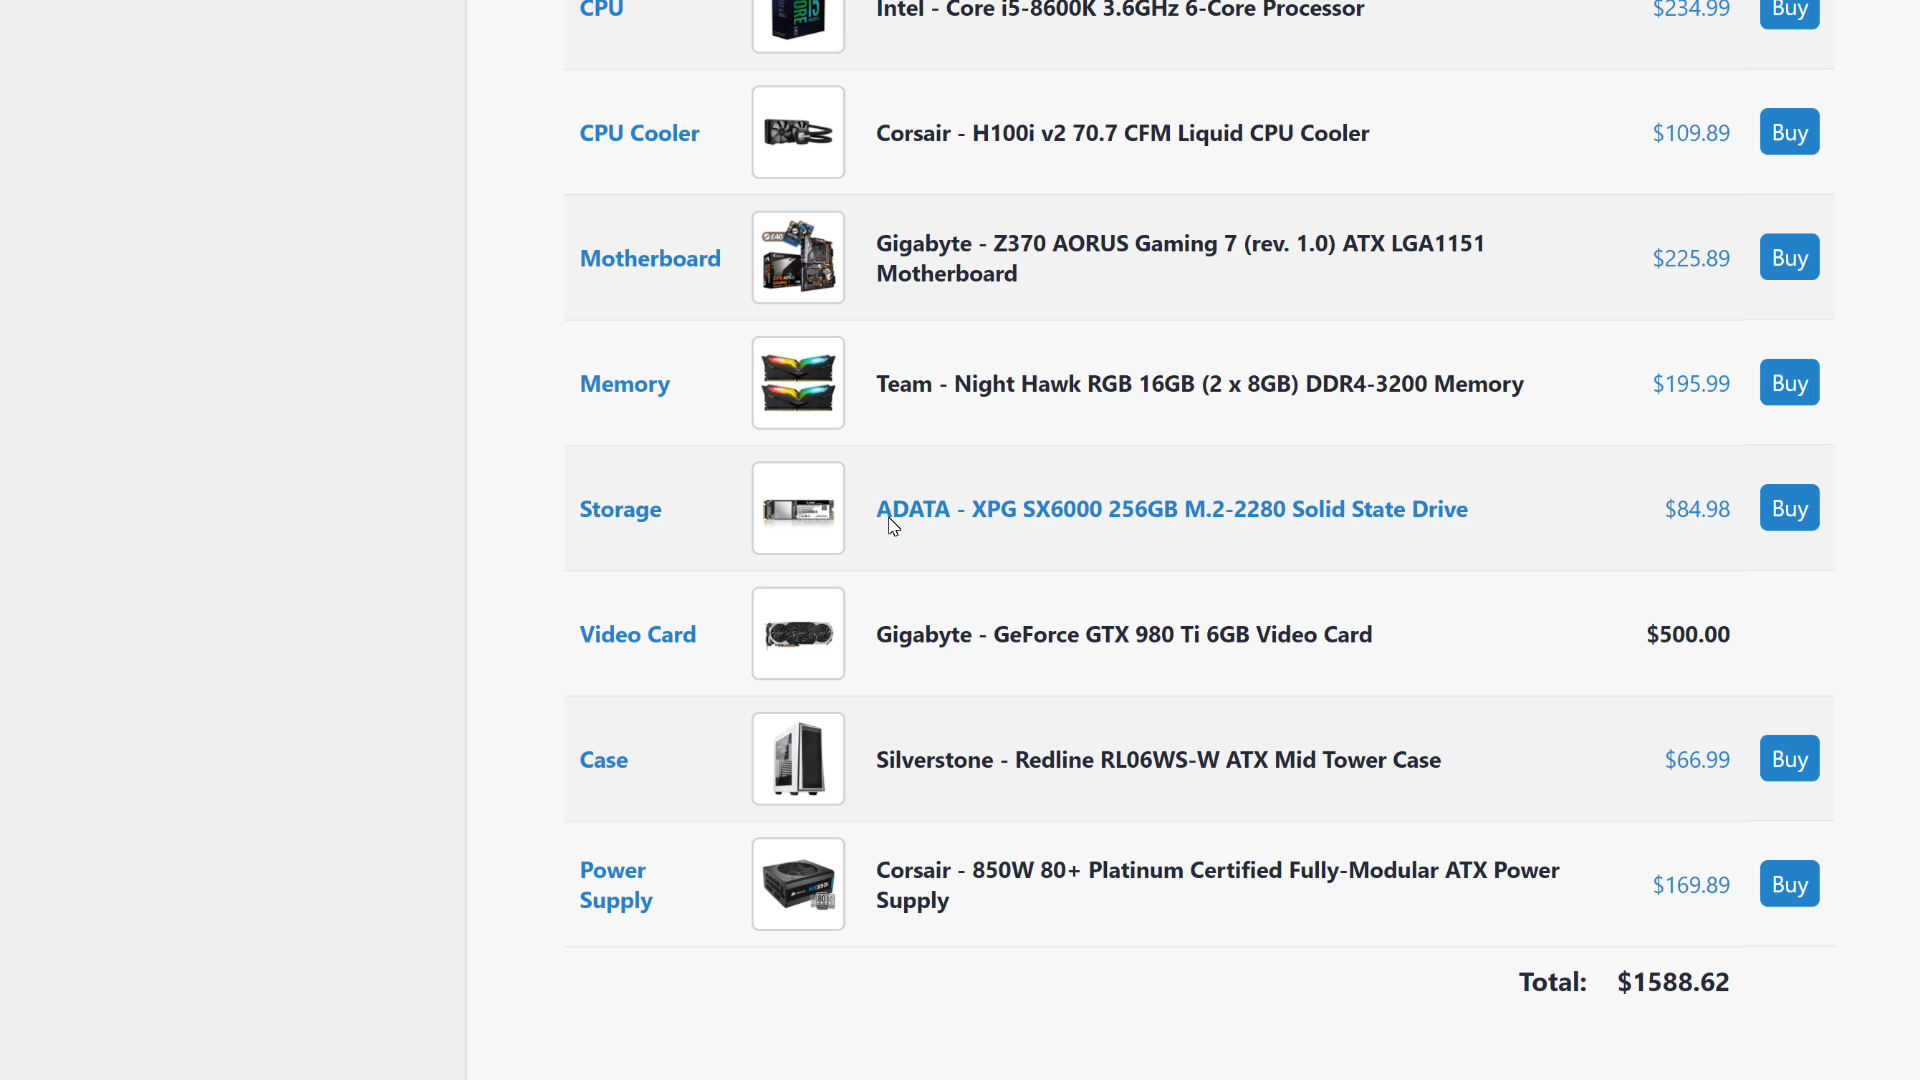 CPU
Intel - Core i5-8600K 3.6GHz 6-Core Processor
$234.99
Buy
CPU Cooler
Corsair - H100i v2 70.7 CFM Liquid CPU Cooler
$109.89
Buy
Motherboard
Gigabyte - Z370 AORUS Gaming 7 (rev. 1.0) ATX LGA1151
Motherboard
$225.89
Buy
Memory
Team - Night Hawk RGB 16GB (2 x 8GB) DDR4-3200 Memory
$195.99
Buy
Storage
ADATA - XPG SX6000 256GB M.2-2280 Solid State Drive
$84.98
Buy
Video Card
Gigabyte - GeForce GTX 980 Ti 6GB Video Card
$500.00
Case
Silverstone - Redline RL06WS-W ATX Mid Tower Case
$66.99
Buy
Power
Supply
Corsair - 850W 80+ Platinum Certified Fully-Modular ATX Power
Supply
$169.89
Buy
Total: $1588.62